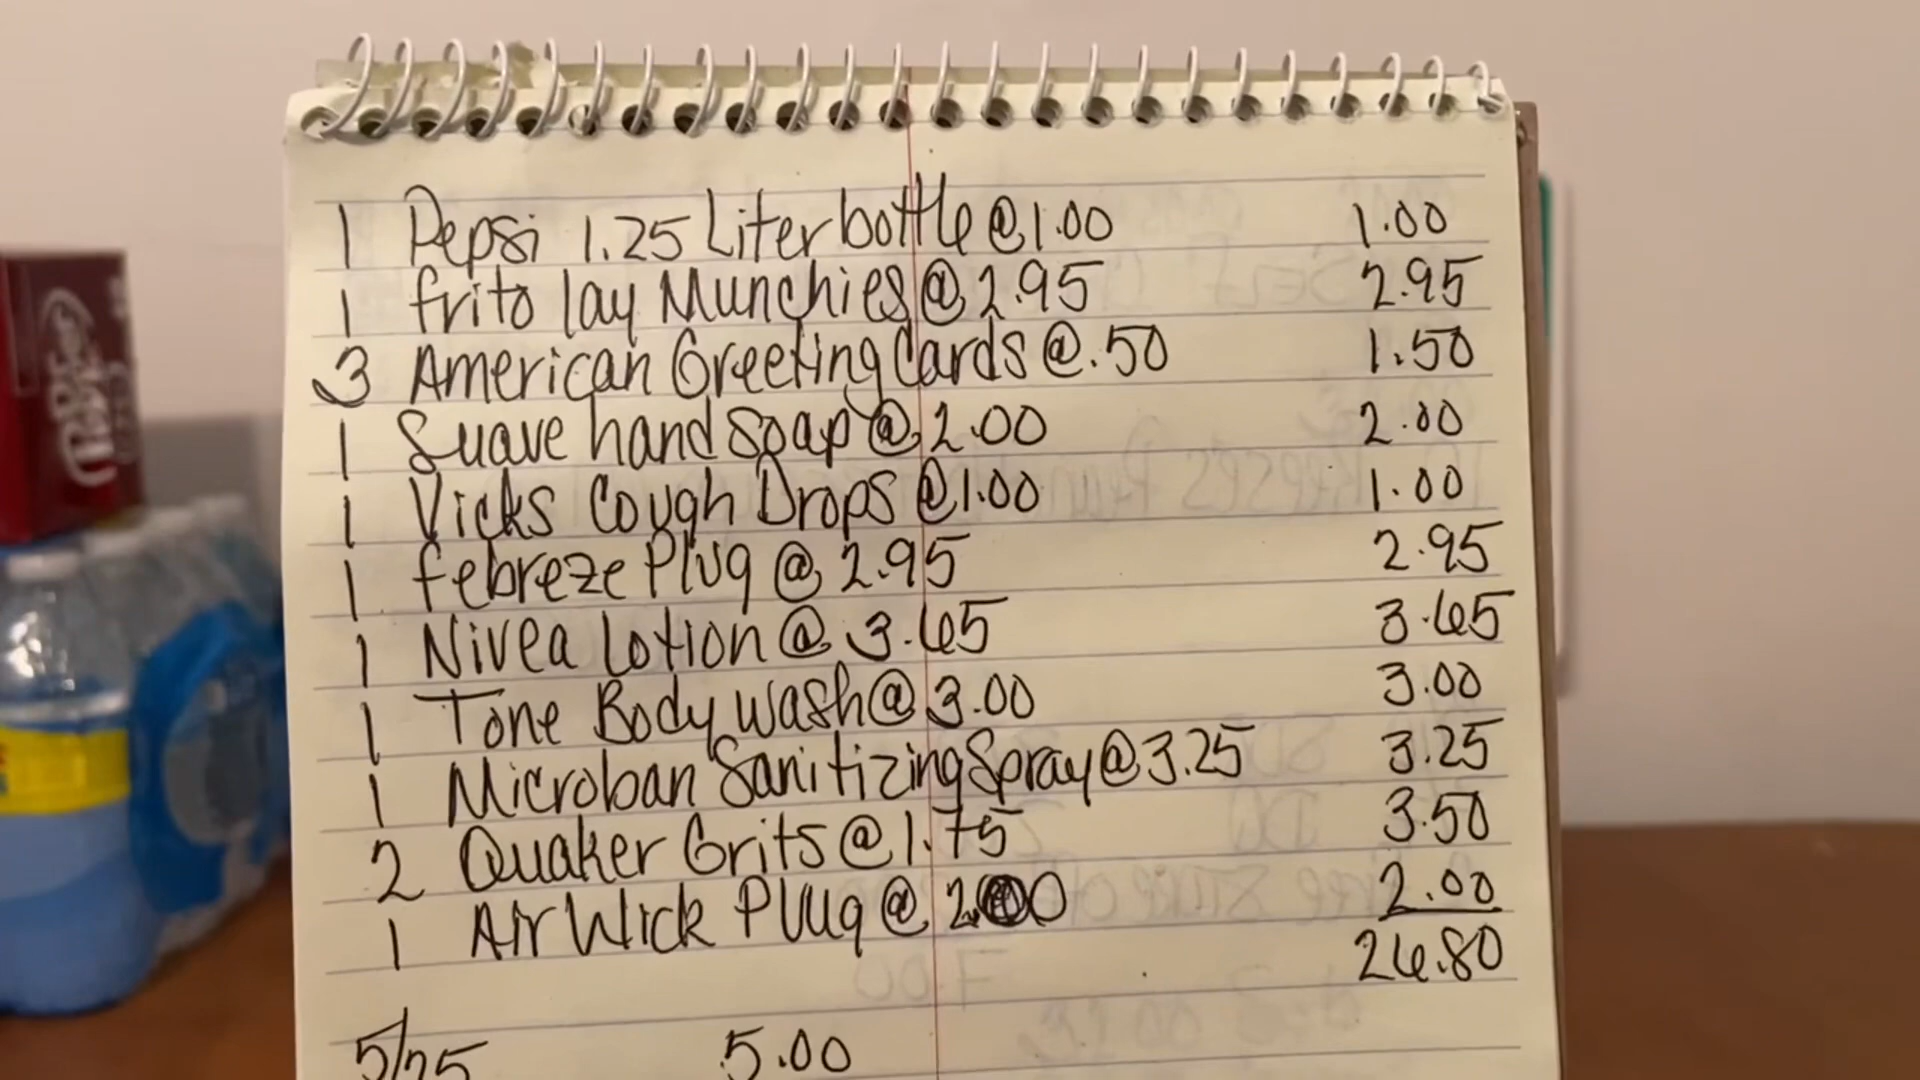 1 Pepsi 1.25 Liter bottle @ 1.00 1.00
1 frito lay Munchies @ 2.95 2.95
3 American Greeting Cards @ .50 1.50
1 Suave hand soap @ 2.00 2.00
1 Vicks Cough Drops @ 1.00 1.00
1 febreze Plug @ 2.95 2.95
1 Nivea lotion @ 3.65 3.65
1 Tone Body wash @ 3.00 3.00
1 Microban Sanitizing Spray @ 3.25 3.25
2 Quaker Grits @ 1.75 3.50
1 Air Wick Plug @ 2.00 2.00
26.80
5/25 5.00
Dr Pepper